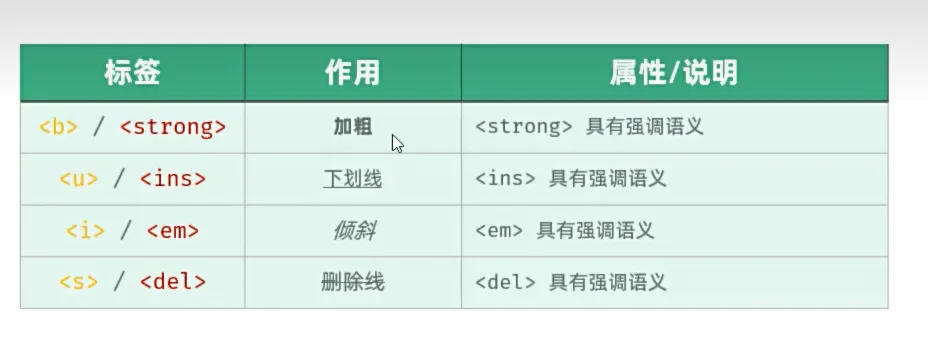 标签 作用 属性/说明
<b> / <strong> 加粗 <strong> 具有强调语义
<u> / <ins> 下划线 <ins> 具有强调语义
<i> / <em> 倾斜 <em> 具有强调语义
<s> / <del> 删除线 <del> 具有强调语义